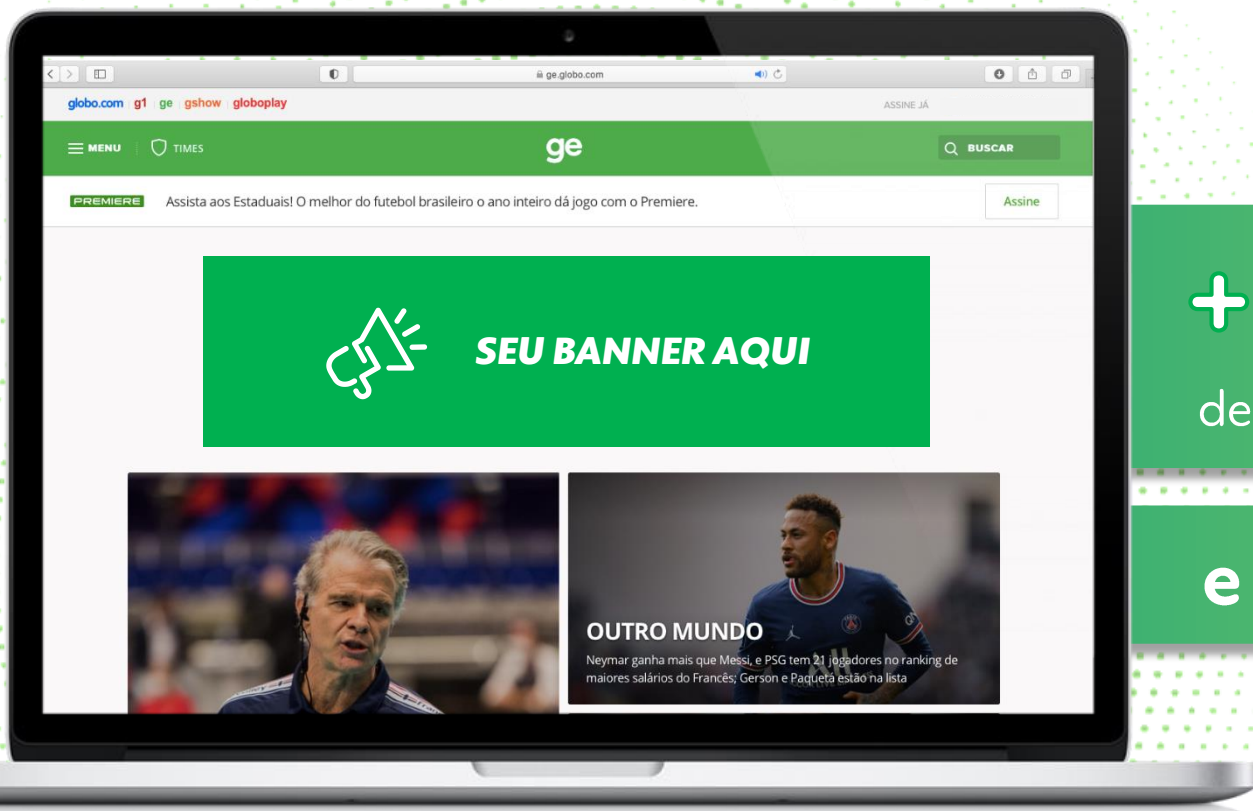 ge.globo.com
globo.com g1 ge gshow globoplay
ASSINE JÁ
MENU TIMES
ge
BUSCAR
PREMIERE Assista aos Estaduais! O melhor do futebol brasileiro o ano inteiro dá jogo com o Premiere.
Assine
SEU BANNER AQUI
OUTRO MUNDO
Neymar ganha mais que Messi, e PSG tem 21 jogadores no ranking de
maiores salários do Francês; Gerson e Paquetá estão na lista
+
de
e